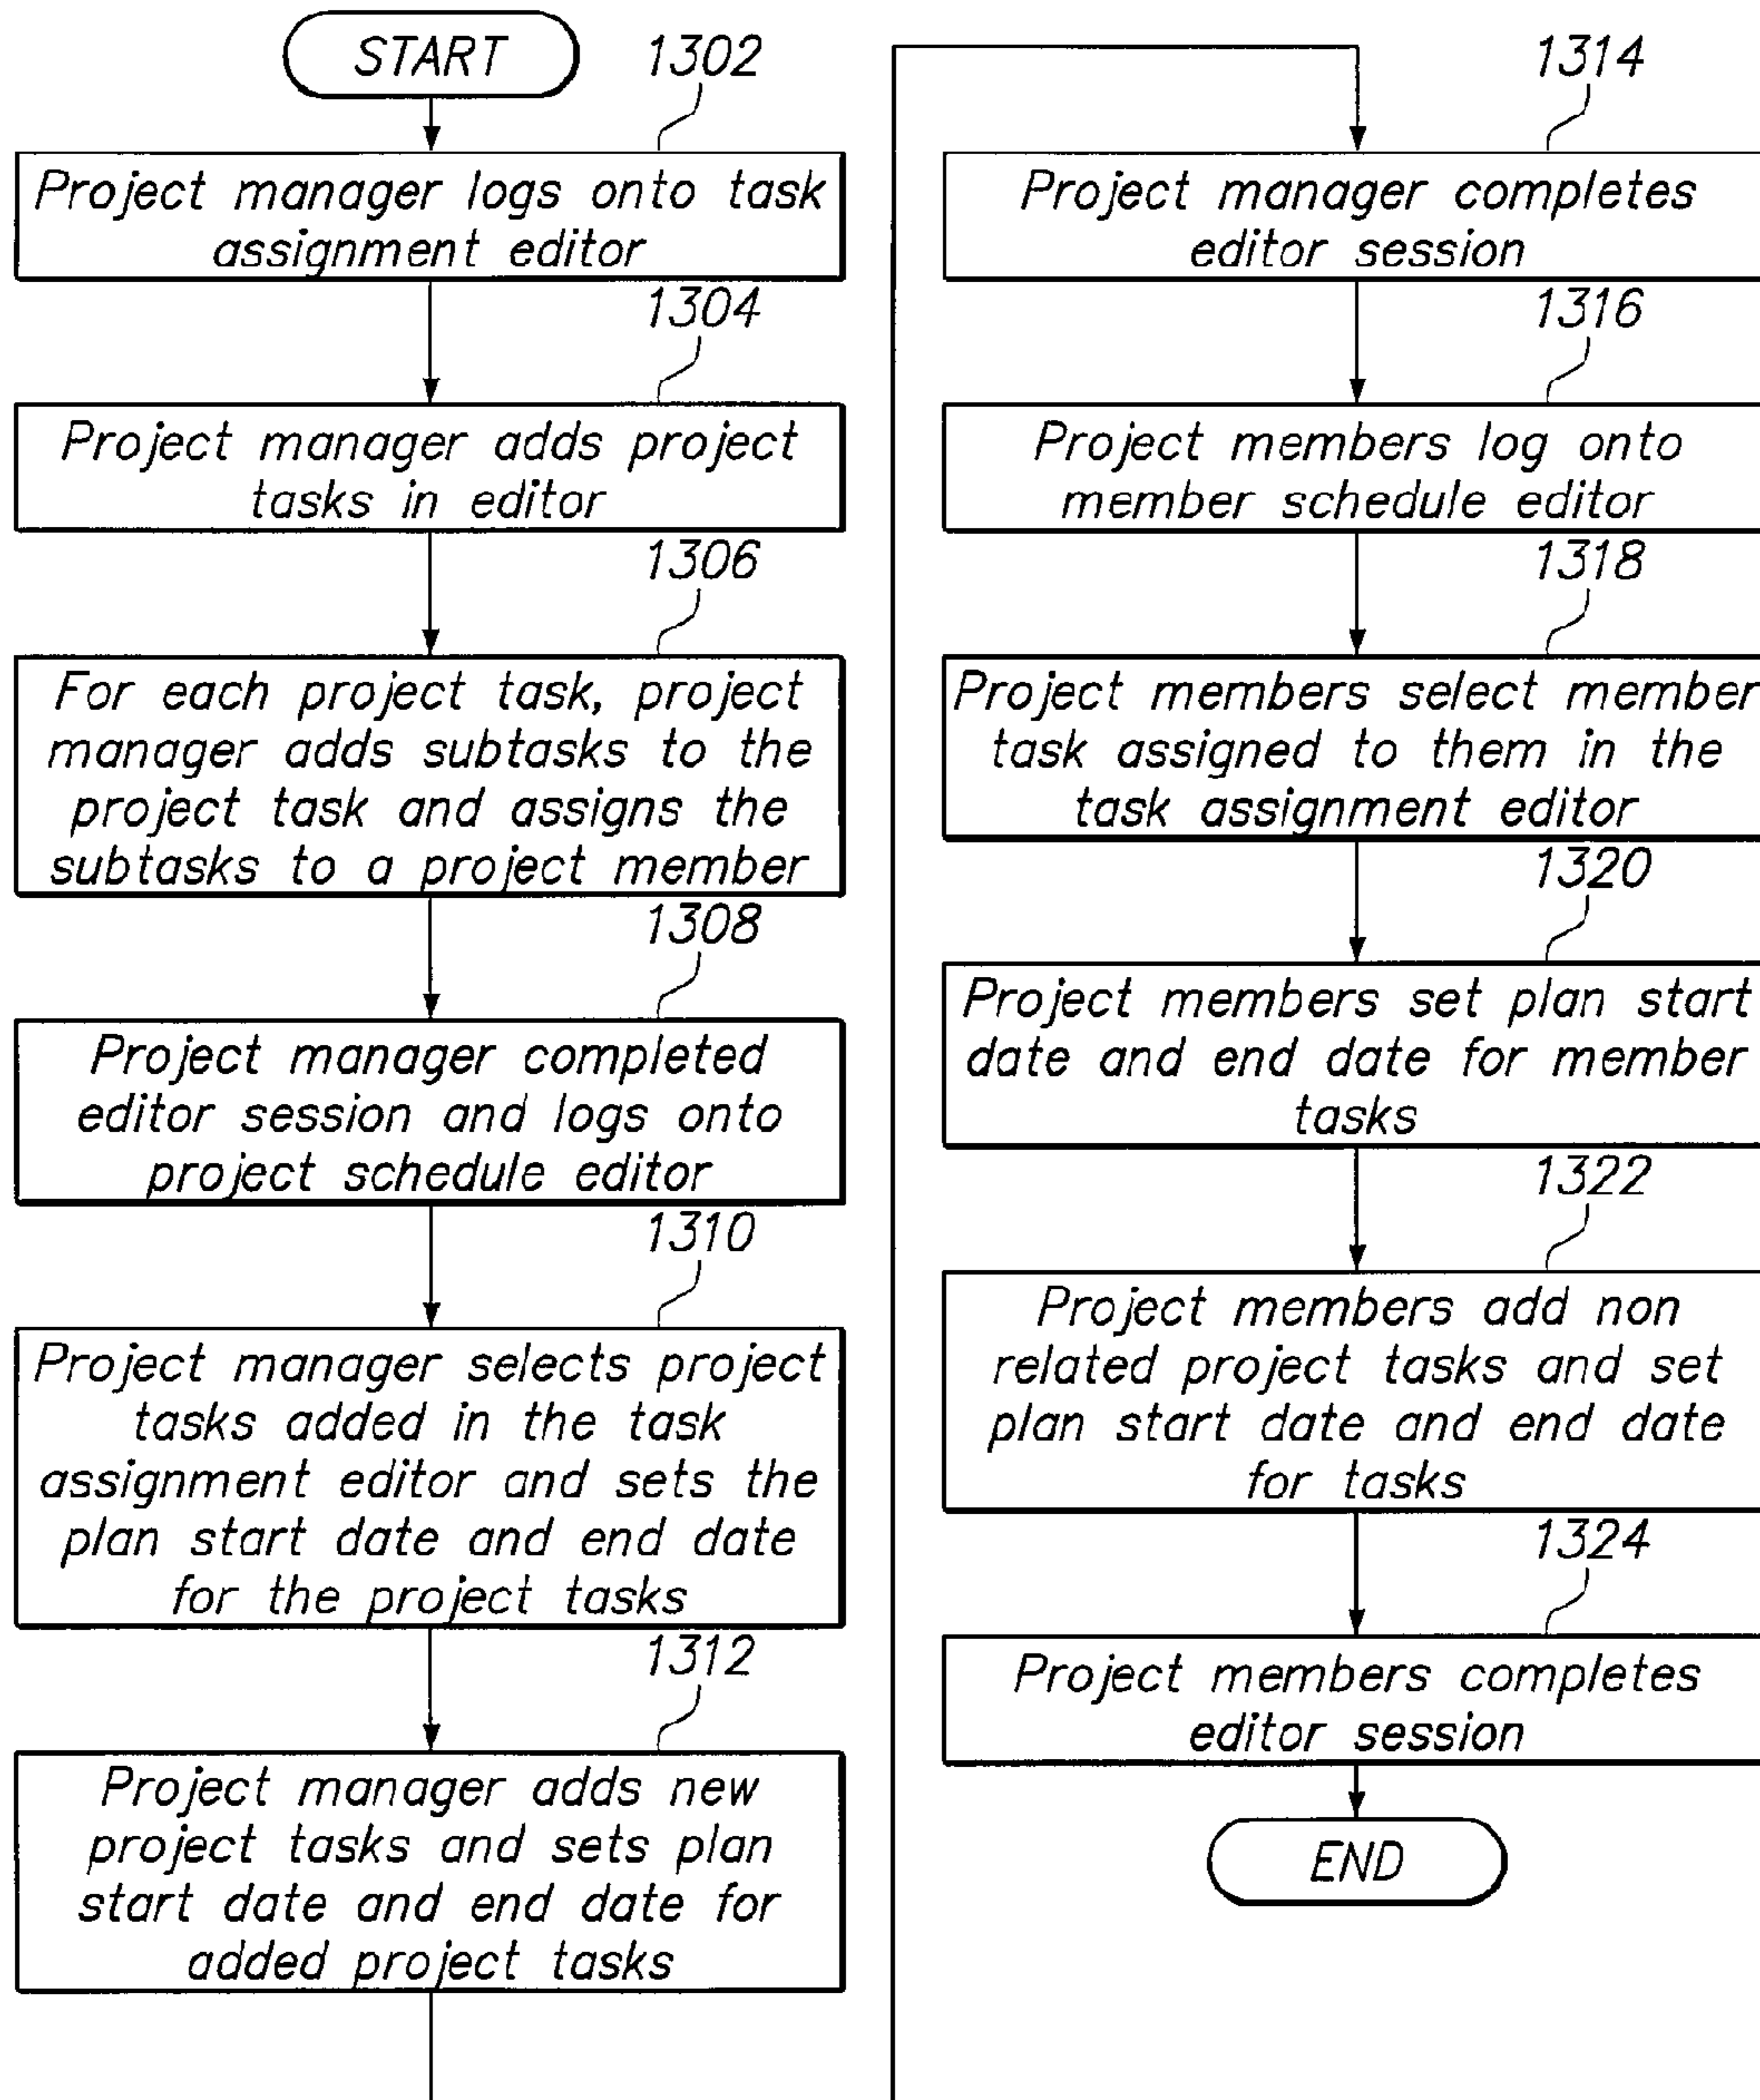 START
1302
Project manager logs onto task
assignment editor
1304
Project manager adds project
tasks in editor
1306
For each project task, project
manager adds subtasks to the
project task and assigns the
subtasks to a project member
1308
Project manager completed
editor session and logs onto
project schedule editor
1310
Project manager selects project
tasks added in the task
assignment editor and sets the
plan start date and end date
for the project tasks
1312
Project manager adds new
project tasks and sets plan
start date and end date for
added project tasks
1314
Project manager completes
editor session
1316
Project members log onto
member schedule editor
1318
Project members select member
task assigned to them in the
task assignment editor
1320
Project members set plan start
date and end date for member
tasks
1322
Project members add non
related project tasks and set
plan start date and end date
for tasks
1324
Project members completes
editor session
END